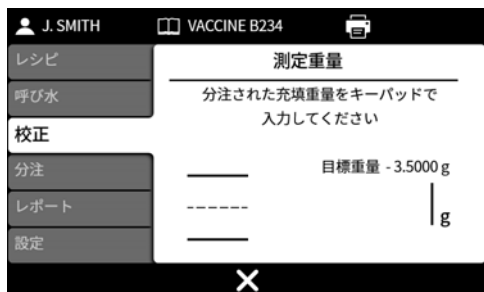 J. SMITH
VACCINE B234
レシピ
呼び水
校正
分注
レポート
設定
測定重量
分注された充填重量をキーパッドで
入力してください
目標重量 - 3.5000 g
g